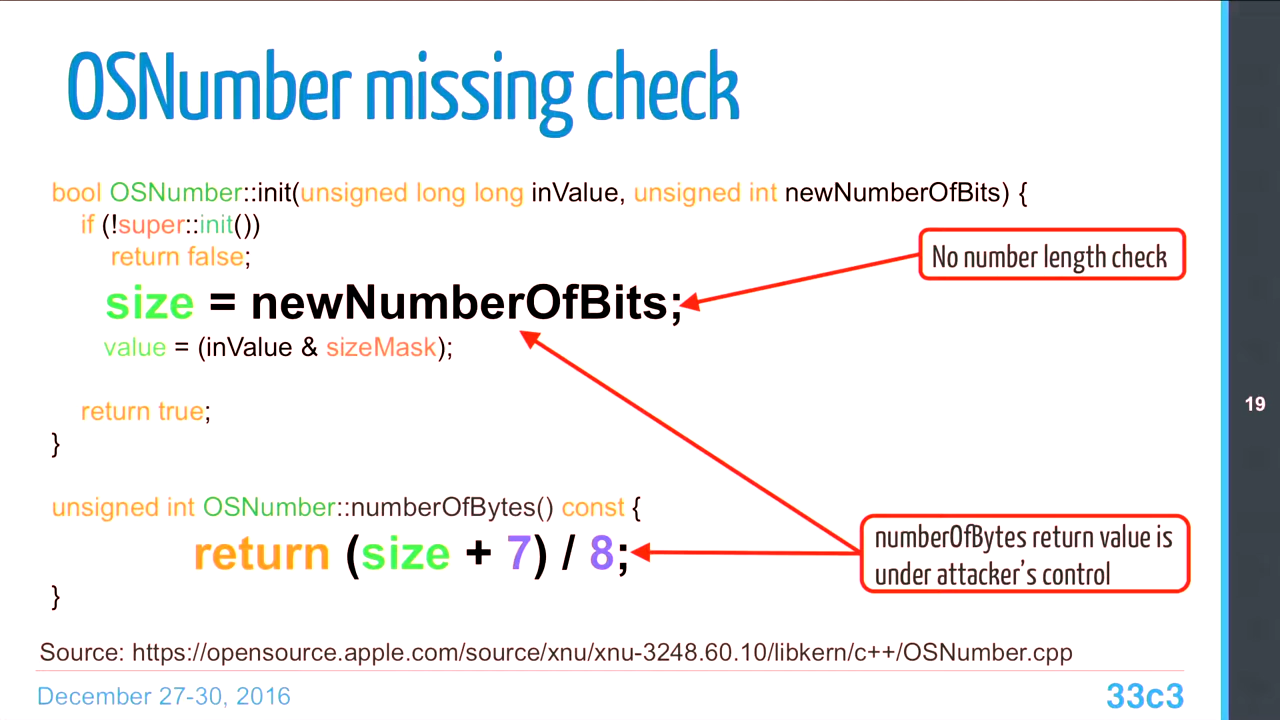 OSNumber missing check
bool OSNumber::init(unsigned long long inValue, unsigned int newNumberOfBits) {
if (!super::init())
return false;
No number length check
size = newNumberOfBits;
value = (inValue & sizeMask);
return true;
19
}
unsigned int OSNumber::numberOfBytes() const {
return (size + 7) / 8;
numberOfBytes return value is
under attacker's control
}
Source: https://opensource.apple.com/source/xnu/xnu-3248.60.10/libkern/c++/OSNumber.cpp
December 27-30, 2016
33c3